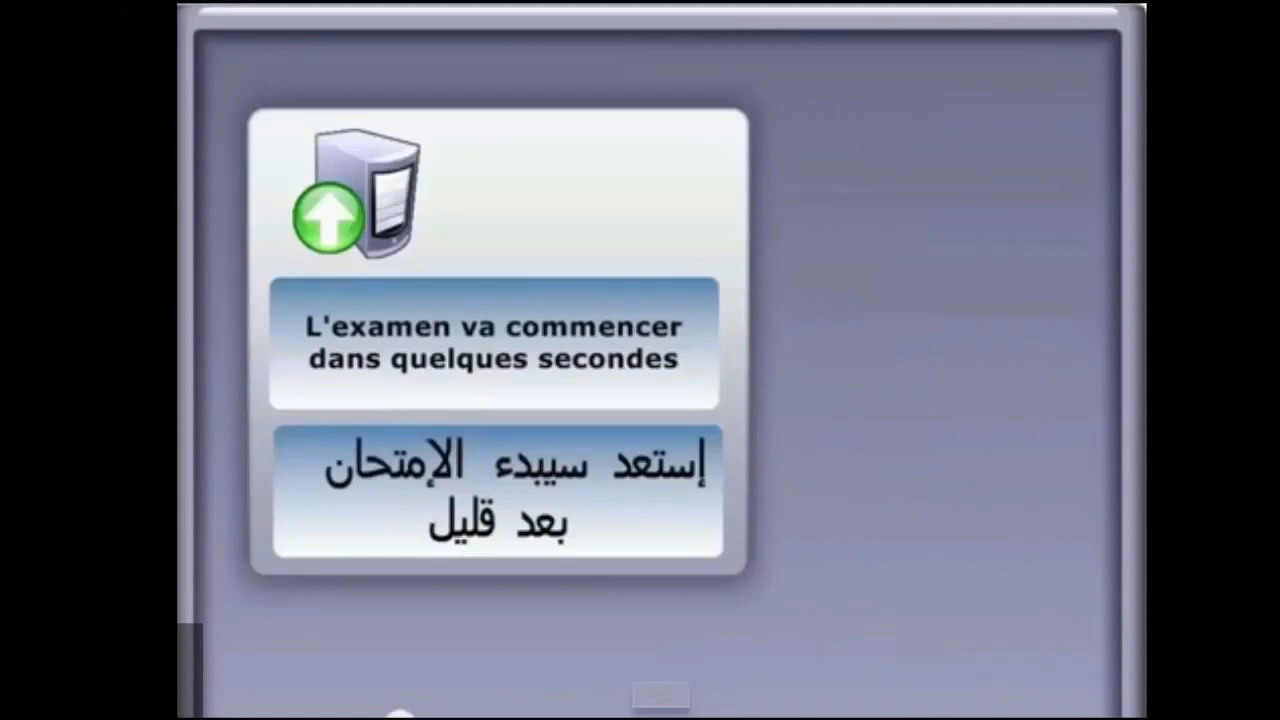 L'examen va commencer
dans quelques secondes
إستعد سيبدء الإمتحان
بعد قليل